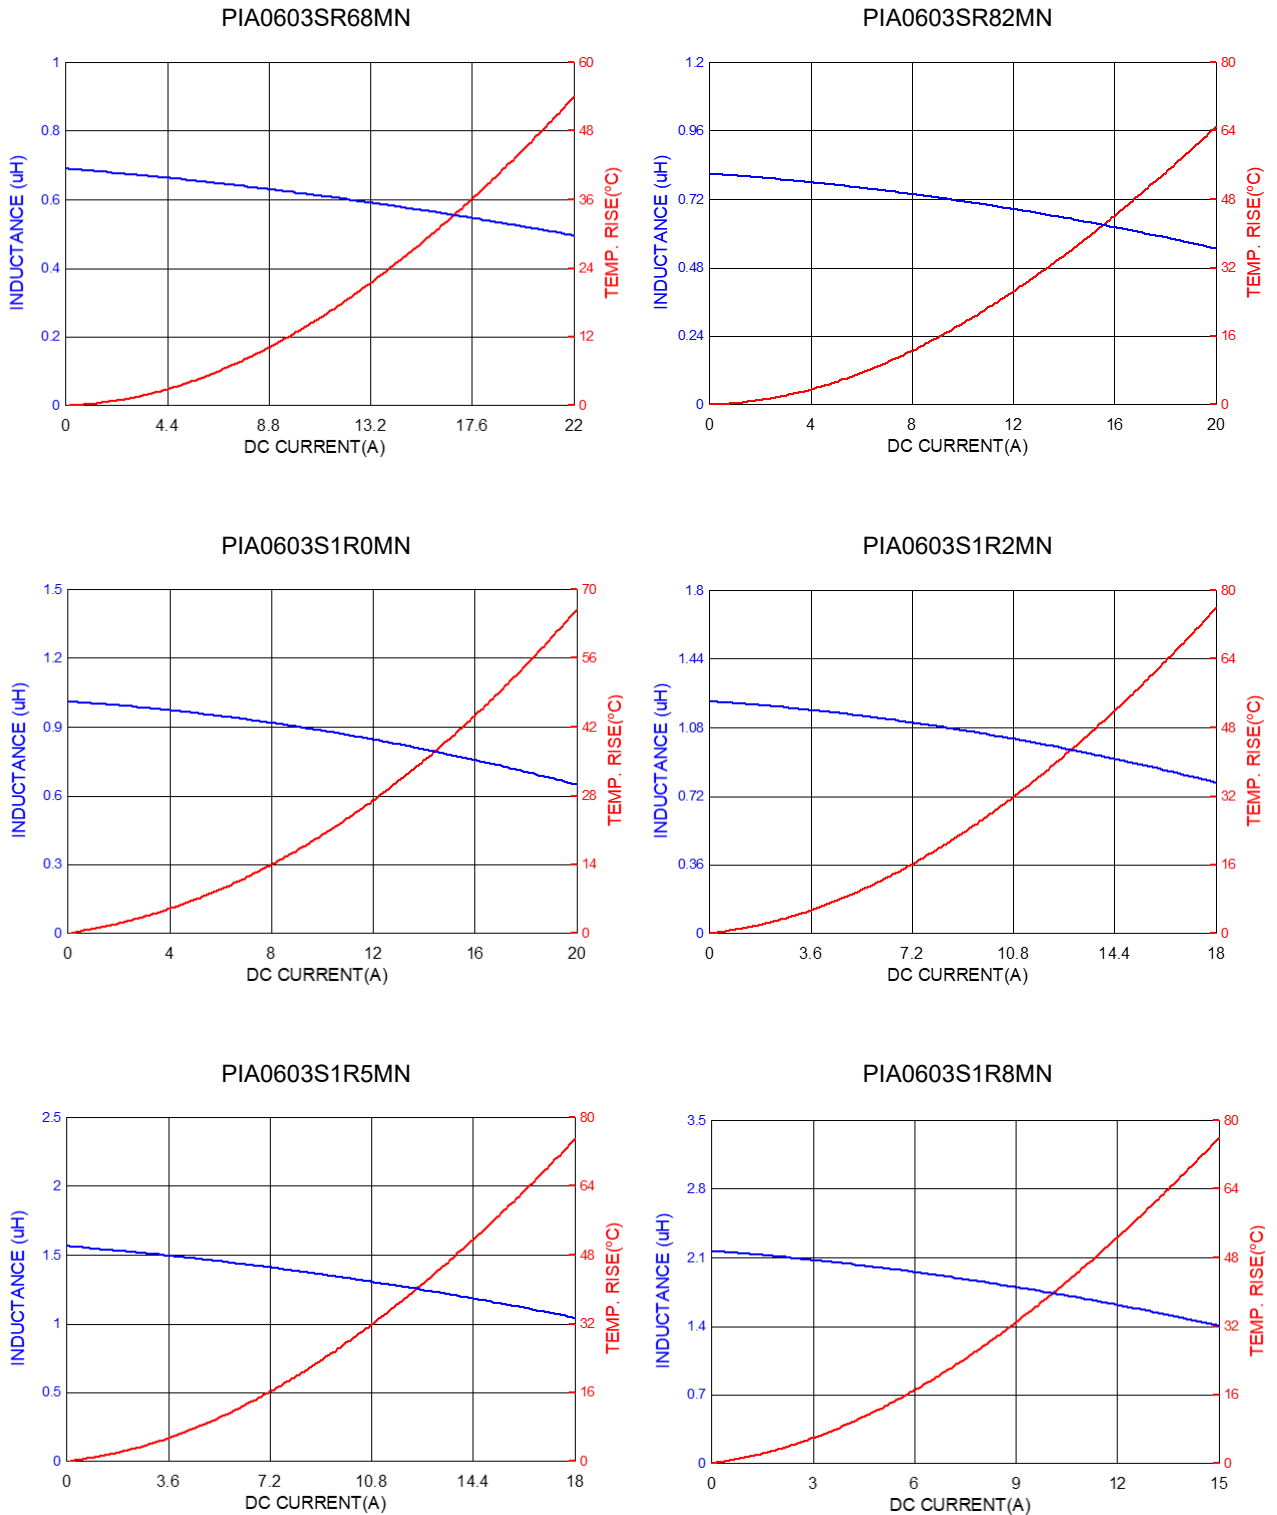 PIA0603SR68MN
1
0.8
0.6
0.4
0.2
0
INDUCTANCE (uH)
60
48
36
24
12
0
TEMP. RISE(ºC)
0 4.4 8.8 13.2 17.6 22
DC CURRENT(A)
PIA0603SR82MN
1.2
0.96
0.72
0.48
0.24
0
INDUCTANCE (uH)
80
64
48
32
16
0
TEMP. RISE(ºC)
0 4 8 12 16 20
DC CURRENT(A)
PIA0603S1R0MN
1.5
1.2
0.9
0.6
0.3
0
INDUCTANCE (uH)
70
56
42
28
14
0
TEMP. RISE(ºC)
0 4 8 12 16 20
DC CURRENT(A)
PIA0603S1R2MN
1.8
1.44
1.08
0.72
0.36
0
INDUCTANCE (uH)
80
64
48
32
16
0
TEMP. RISE(ºC)
0 3.6 7.2 10.8 14.4 18
DC CURRENT(A)
PIA0603S1R5MN
2.5
2
1.5
1
0.5
0
INDUCTANCE (uH)
80
64
48
32
16
0
TEMP. RISE(ºC)
0 3.6 7.2 10.8 14.4 18
DC CURRENT(A)
PIA0603S1R8MN
3.5
2.8
2.1
1.4
0.7
0
INDUCTANCE (uH)
80
64
48
32
16
0
TEMP. RISE(ºC)
0 3 6 9 12 15
DC CURRENT(A)